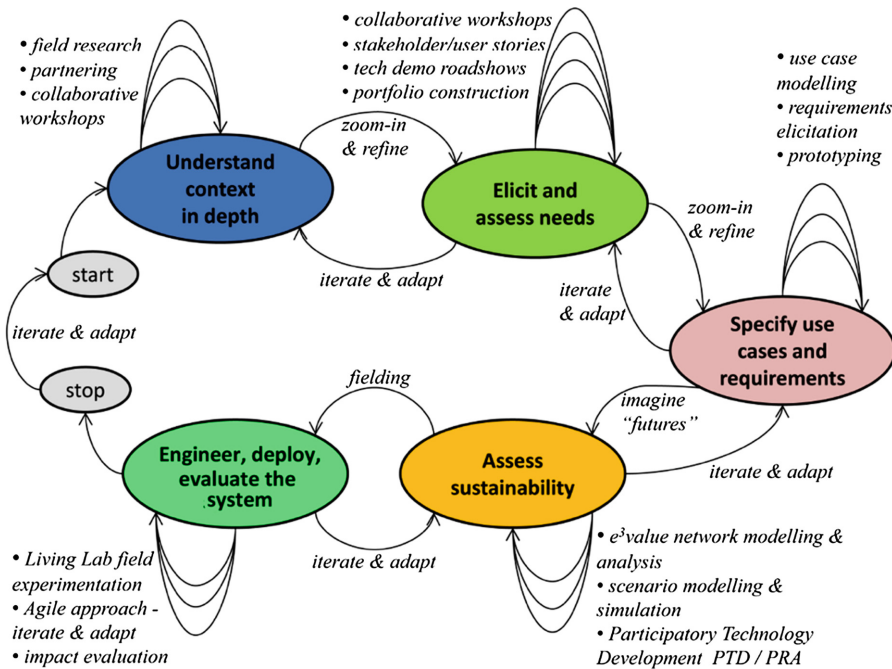 • field research
• partnering
• collaborative
workshops
• collaborative workshops
• stakeholder/user stories
• tech demo roadshows
• portfolio construction
• use case
modelling
• requirements
elicitation
• prototyping
zoom-in
& refine
Understand
context
in depth
Elicit and
assess needs
zoom-in
& refine
start
iterate & adapt
iterate
& adapt
iterate & adapt
Specify use
cases and
requirements
stop
fielding
imagine
“futures”
Engineer, deploy,
evaluate the
.system
Assess
sustainability
iterate & adapt
iterate & adapt
• Living Lab field
experimentation
• Agile approach -
iterate & adapt
• impact evaluation
• e³value network modelling &
analysis
• scenario modelling &
simulation
• Participatory Technology
Development PTD / PRA